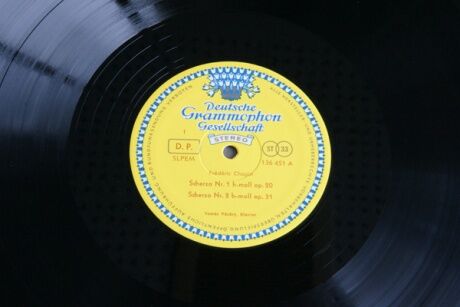 Deutsche
Grammophon
Gesellschaft
STEREO
1
D. P.
SLPEM
ST 33
136 451 A
Frédéric Chopin
Scherzo Nr. 1 h-moll op. 20
Scherzo Nr. 2 b-moll op. 31
Tamás Vásáry, Klavier